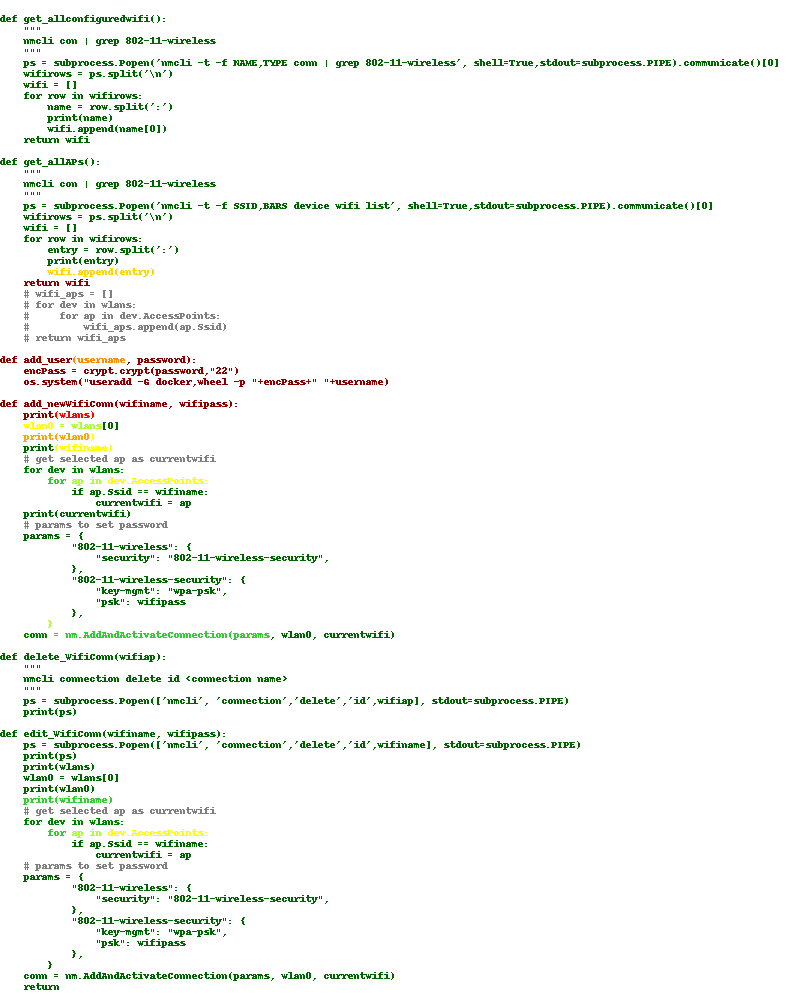 def get_allconfiguredwifi():
    """
    nmcli con | grep 802-11-wireless
    """
    ps = subprocess.Popen('nmcli -t -f NAME,TYPE conn | grep 802-11-wireless', shell=True,stdout=subprocess.PIPE).communicate()[0]
    wifirows = ps.split('\n')
    wifi = []
    for row in wifirows:
        name = row.split(':')
        print(name)
        wifi.append(name[0])
    return wifi

def get_allAPs():
    """
    nmcli con | grep 802-11-wireless
    """
    ps = subprocess.Popen('nmcli -t -f SSID,BARS device wifi list', shell=True,stdout=subprocess.PIPE).communicate()[0]
    wifirows = ps.split('\n')
    wifi = []
    for row in wifirows:
        entry = row.split(':')
        print(entry)
        wifi.append(entry)
    return wifi
    # wifi_aps = []
    # for dev in wlans:
    #     for ap in dev.AccessPoints:
    #         wifi_aps.append(ap.Ssid)
    # return wifi_aps

def add_user(username, password):
    encPass = crypt.crypt(password,"22")
    os.system("useradd -G docker,wheel -p "+encPass+" "+username)

def add_newWifiConn(wifiname, wifipass):
    print(wlans)
    wlan0 = wlans[0]
    print(wlan0)
    print(wifiname)
    # get selected ap as currentwifi
    for dev in wlans:
        for ap in dev.AccessPoints:
            if ap.Ssid == wifiname:
                currentwifi = ap
    print(currentwifi)
    # params to set password
    params = {
            "802-11-wireless": {
                "security": "802-11-wireless-security",
            },
            "802-11-wireless-security": {
                "key-mgmt": "wpa-psk",
                "psk": wifipass
            },
        }
    conn = nm.AddAndActivateConnection(params, wlan0, currentwifi)

def delete_WifiConn(wifiap):
    """
    nmcli connection delete id <connection name>
    """
    ps = subprocess.Popen(['nmcli', 'connection','delete','id',wifiap], stdout=subprocess.PIPE)
    print(ps)

def edit_WifiConn(wifiname, wifipass):
    ps = subprocess.Popen(['nmcli', 'connection','delete','id',wifiname], stdout=subprocess.PIPE)
    print(ps)
    print(wlans)
    wlan0 = wlans[0]
    print(wlan0)
    print(wifiname)
    # get selected ap as currentwifi
    for dev in wlans:
        for ap in dev.AccessPoints:
            if ap.Ssid == wifiname:
                currentwifi = ap
    # params to set password
    params = {
            "802-11-wireless": {
                "security": "802-11-wireless-security",
            },
            "802-11-wireless-security": {
                "key-mgmt": "wpa-psk",
                "psk": wifipass
            },
        }
    conn = nm.AddAndActivateConnection(params, wlan0, currentwifi)
    return